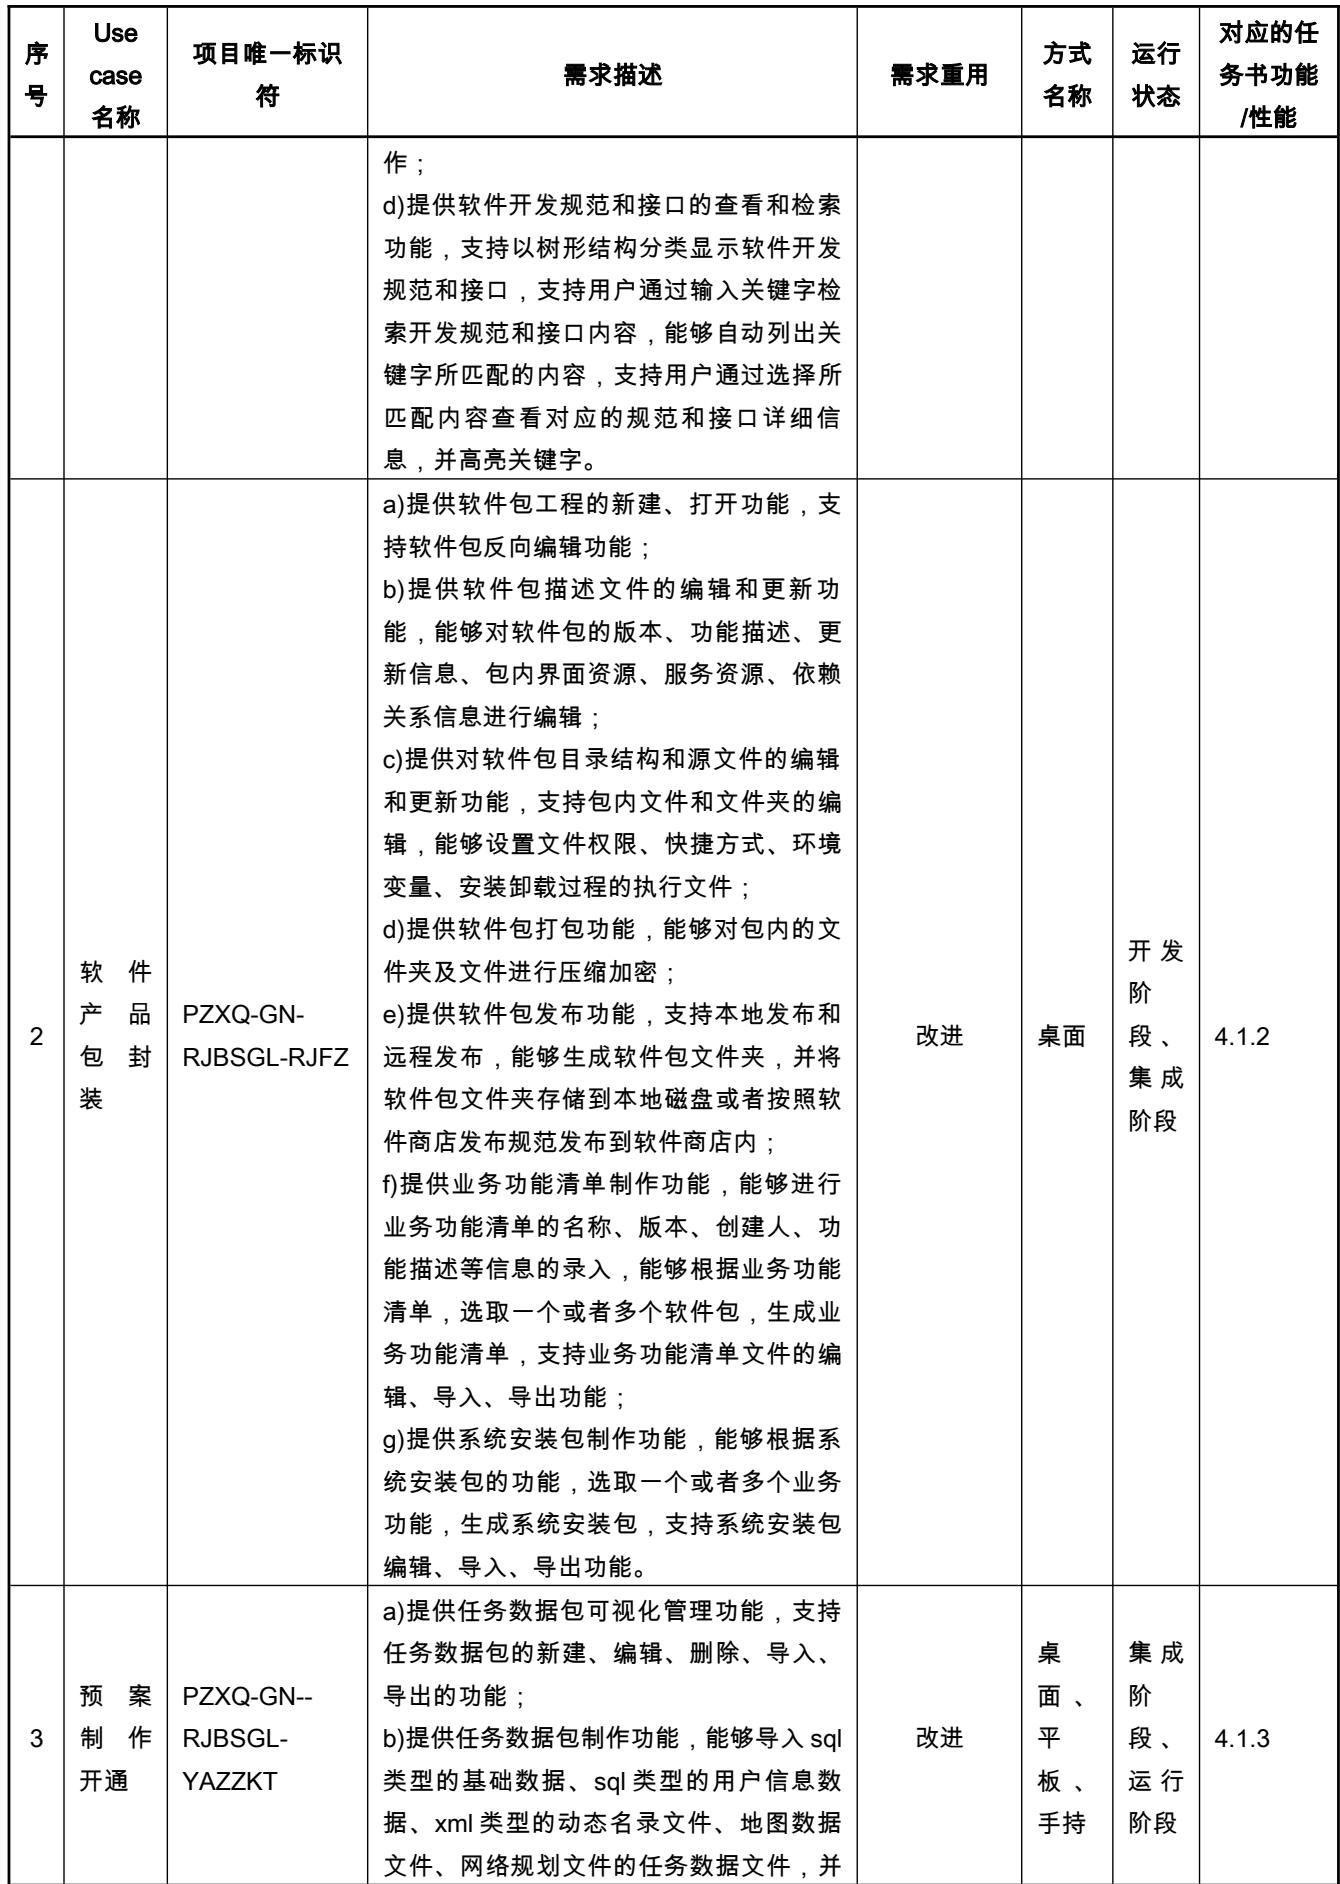 序号
Use case 名称
项目唯一标识符
需求描述
需求重用
方式名称
运行状态
对应的任务书功能/性能
作；
d)提供软件开发规范和接口的查看和检索
功能，支持以树形结构分类显示软件开发
规范和接口，支持用户通过输入关键字检
索开发规范和接口内容，能够自动列出关
键字所匹配的内容，支持用户通过选择所
匹配内容查看对应的规范和接口详细信
息，并高亮关键字。
2
软件
产品
包封
装
PZXQ-GN-
RJBSGL-RJFZ
a)提供软件包工程的新建、打开功能，支
持软件包反向编辑功能；
b)提供软件包描述文件的编辑和更新功
能，能够对软件包的版本、功能描述、更
新信息、包内界面资源、服务资源、依赖
关系信息进行编辑；
c)提供对软件包目录结构和源文件的编辑
和更新功能，支持包内文件和文件夹的编
辑，能够设置文件权限、快捷方式、环境
变量、安装卸载过程的执行文件；
d)提供软件包打包功能，能够对包内的文
件夹及文件进行压缩加密；
e)提供软件包发布功能，支持本地发布和
远程发布，能够生成软件包文件夹，并将
软件包文件夹存储到本地磁盘或者按照软
件商店发布规范发布到软件商店内；
f)提供业务功能清单制作功能，能够进行
业务功能清单的名称、版本、创建人、功
能描述等信息的录入，能够根据业务功能
清单，选取一个或者多个软件包，生成业
务功能清单，支持业务功能清单文件的编
辑、导入、导出功能；
g)提供系统安装包制作功能，能够根据系
统安装包的功能，选取一个或者多个业务
功能，生成系统安装包，支持系统安装包
编辑、导入、导出功能。
改进
桌面
开发
阶
段、
集成
阶段
4.1.2
3
预案
制作
开通
PZXQ-GN--
RJBSGL-
YAZZKT
a)提供任务数据包可视化管理功能，支持
任务数据包的新建、编辑、删除、导入、
导出的功能；
b)提供任务数据包制作功能，能够导入 sql
类型的基础数据、sql 类型的用户信息数
据、xml 类型的动态名录文件、地图数据
文件、网络规划文件的任务数据文件，并
改进
桌
面、
平
板、
手持
集成
阶
段、
运行
阶段
4.1.3